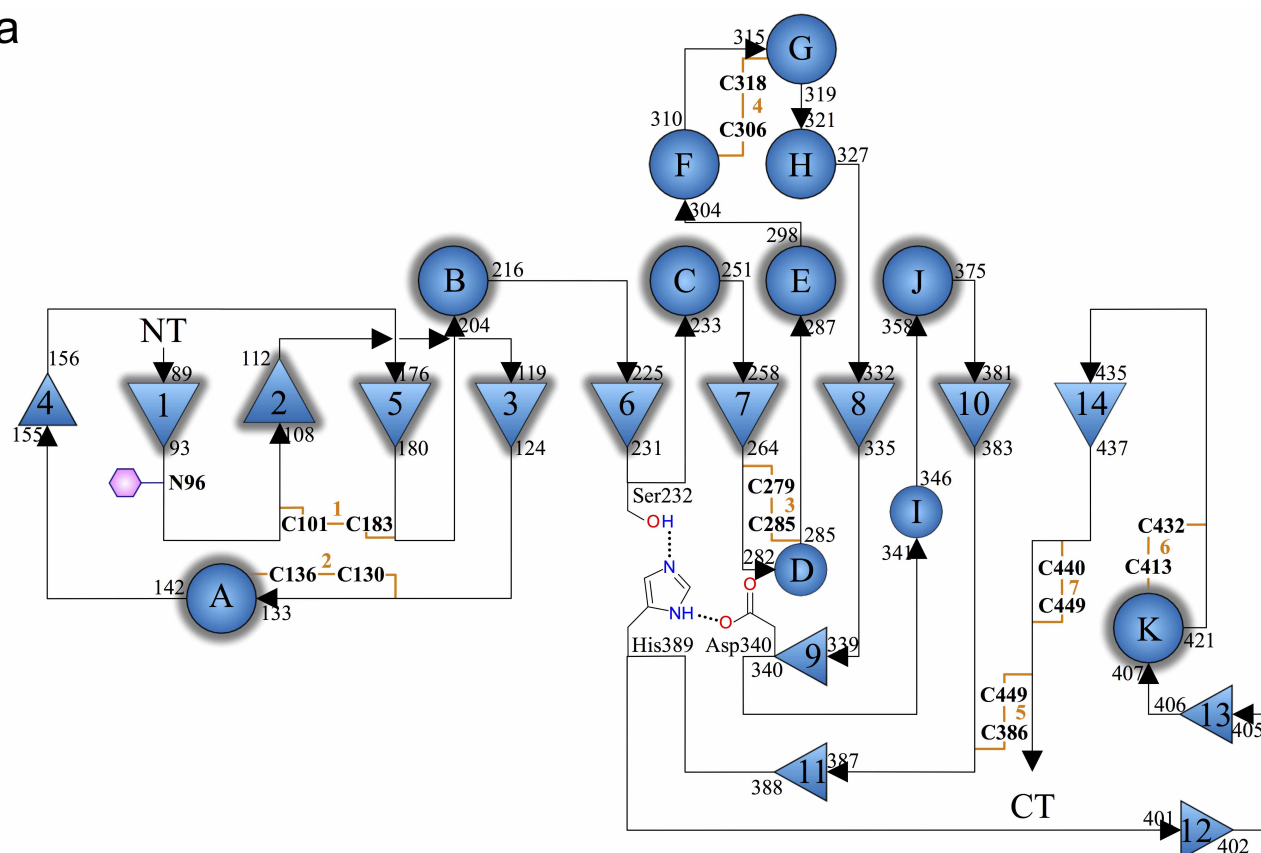 a
315 G
C318
319
4
310 321
C306
F H 327
304
298
B 216 C 251 E J 375
204 233 287 358
NT
156 112
89 176 119 225 258 332 381 435
4 1 2 5 3 6 7 8 10 14
155 108
93 180 124 231 264 335 383 437
N96 C279 346
Ser232 3
1 C285 285 I C432
C101 C183 OH 6
341
2 282 D C440 C413
C136 C130 N O 7
142 A C449
133 NH O K
His389 Asp340 9 339 421
340 407
C449
406 13
5 405
C386
11 387
388
CT
401 12
402